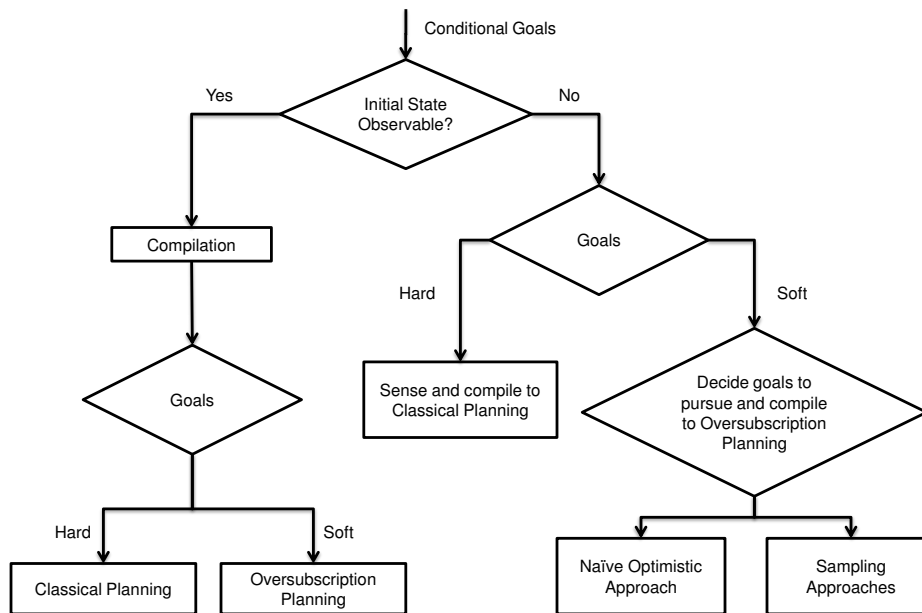 Conditional Goals
Yes
Initial State
Observable?
No
Compilation
Goals
Hard
Soft
Goals
Sense and compile to
Classical Planning
Decide goals to
pursue and compile
to Oversubscription
Planning
Hard
Soft
Classical Planning
Oversubscription
Planning
Naïve Optimistic
Approach
Sampling
Approaches